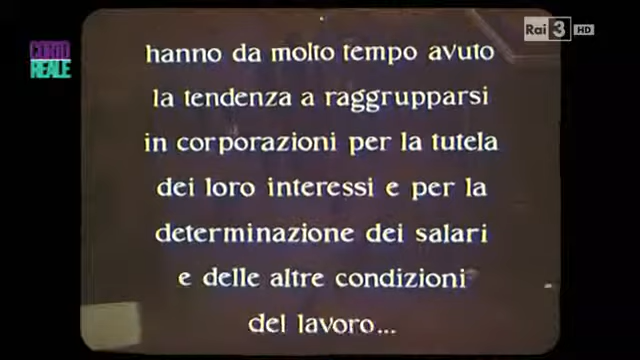 CORTO
REALE
Rai 3 HD
hanno da molto tempo avuto
la tendenza a raggrupparsi
in corporazioni per la tutela
dei loro interessi e per la
determinazione dei salari
e delle altre condizioni
del lavoro...